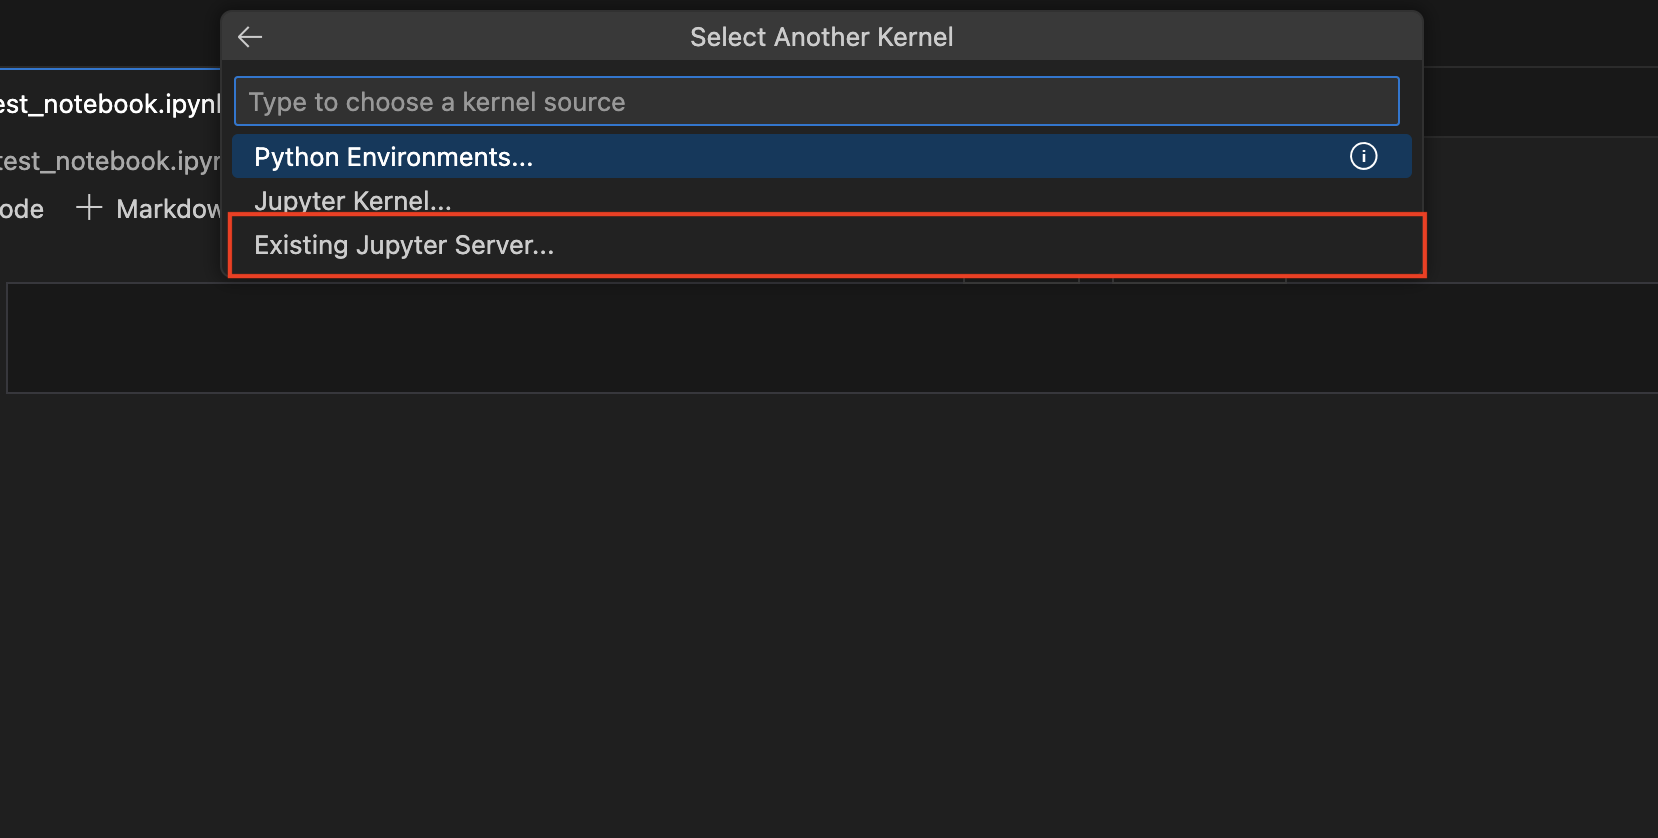 Select Another Kernel
est_notebook.ipynb
Type to choose a kernel source
test_notebook.ipyn
Python Environments...
Jupyter Kernel...
ode + Markdow
Existing Jupyter Server...